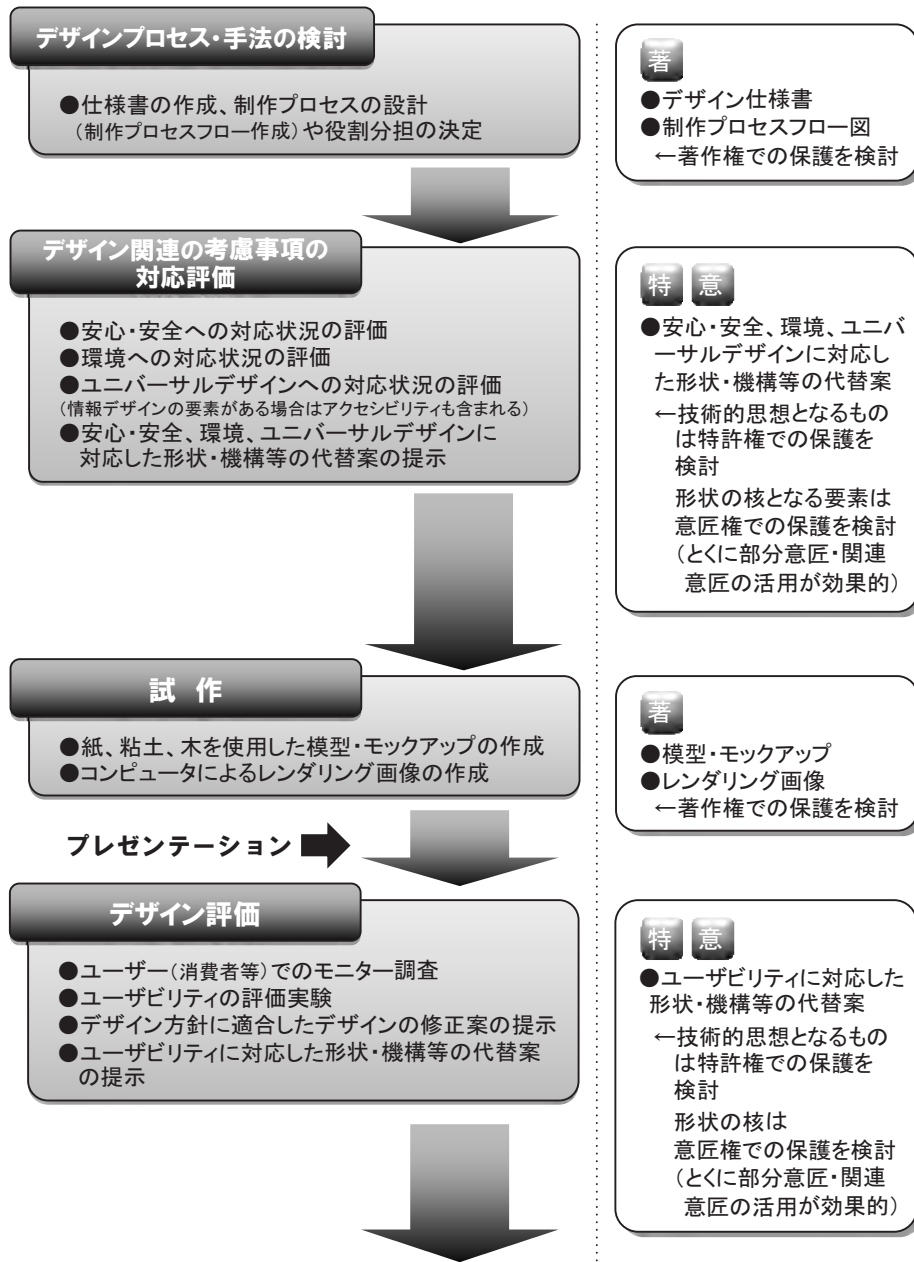 デザインプロセス・手法の検討
●仕様書の作成、制作プロセスの設計
（制作プロセスフロー作成）や役割分担の決定
著
●デザイン仕様書
●制作プロセスフロー図
←著作権での保護を検討
デザイン関連の考慮事項の
対応評価
●安心・安全への対応状況の評価
●環境への対応状況の評価
●ユニバーサルデザインへの対応状況の評価
（情報デザインの要素がある場合はアクセシビリティも含まれる）
●安心・安全、環境、ユニバーサルデザインに
対応した形状・機構等の代替案の提示
特 意
●安心・安全、環境、ユニバ
ーサルデザインに対応し
た形状・機構等の代替案
←技術的思想となるもの
は特許権での保護を
検討
形状の核となる要素は
意匠権での保護を検討
（とくに部分意匠・関連
意匠の活用が効果的）
試 作
●紙、粘土、木を使用した模型・モックアップの作成
●コンピュータによるレンダリング画像の作成
著
●模型・モックアップ
●レンダリング画像
←著作権での保護を検討
プレゼンテーション
デザイン評価
●ユーザー（消費者等）でのモニター調査
●ユーザビリティの評価実験
●デザイン方針に適合したデザインの修正案の提示
●ユーザビリティに対応した形状・機構等の代替案
の提示
特 意
●ユーザビリティに対応した
形状・機構等の代替案
←技術的思想となるもの
は特許権での保護を
検討
形状の核は
意匠権での保護を検討
（とくに部分意匠・関連
意匠の活用が効果的）